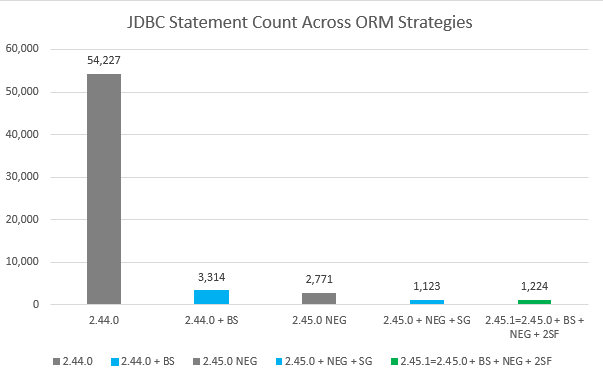 JDBC Statement Count Across ORM Strategies
60,000
54,227
50,000
40,000
30,000
20,000
10,000
3,314
2,771
1,123
1,224
0
2.44.0
2.44.0 + BS
2.45.0 NEG
2.45.0 + NEG + SG
2.45.1=2.45.0 + BS +
NEG + 2SF
2.44.0
2.44.0 + BS
2.45.0 NEG
2.45.0 + NEG + SG
2.45.1=2.45.0 + BS + NEG + 2SF